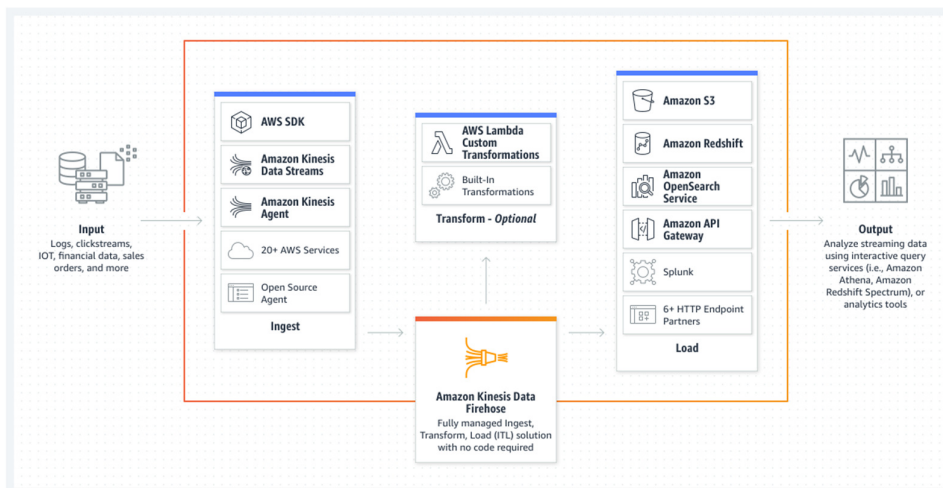 Input
Logs, clickstreams,
IOT, financial data, sales
orders, and more
AWS SDK
Amazon Kinesis
Data Streams
Amazon Kinesis
Agent
20+ AWS Services
Open Source
Agent
Ingest
AWS Lambda
Custom
Transformations
Built-In
Transformations
Transform - Optional
Amazon Kinesis Data
Firehose
Fully managed Ingest,
Transform, Load (ITL) solution
with no code required
Amazon S3
Amazon Redshift
Amazon
OpenSearch
Service
Amazon API
Gateway
Splunk
6+ HTTP Endpoint
Partners
Load
Output
Analyze streaming data
using interactive query
services (i.e., Amazon
Athena, Amazon
Redshift Spectrum), or
analytics tools